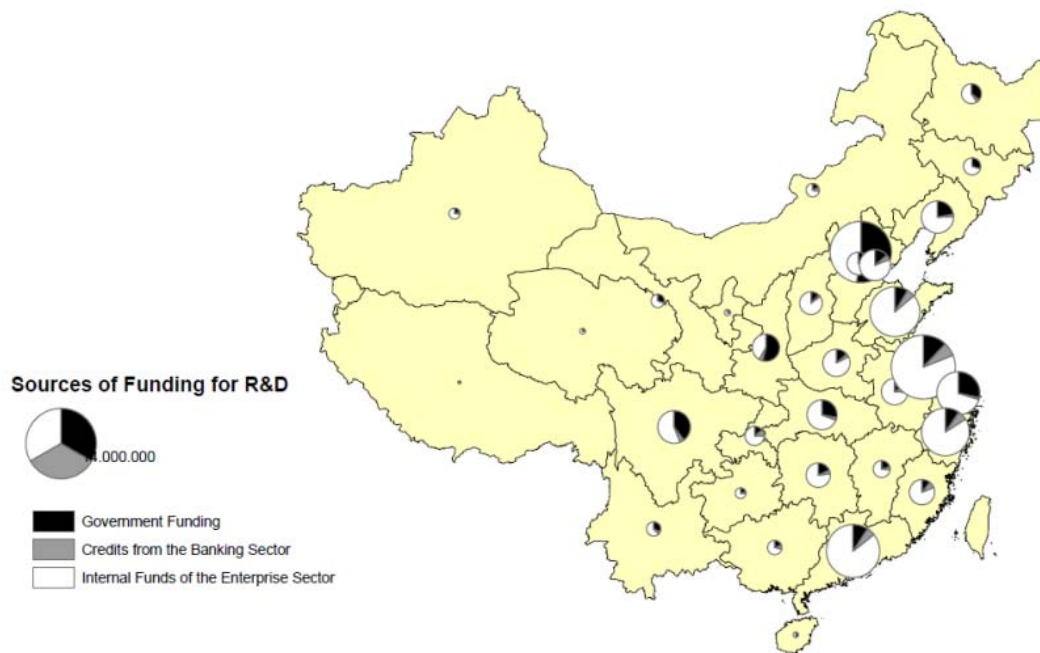 Sources of Funding for R&D
14.000.000
Government Funding
Credits from the Banking Sector
Internal Funds of the Enterprise Sector